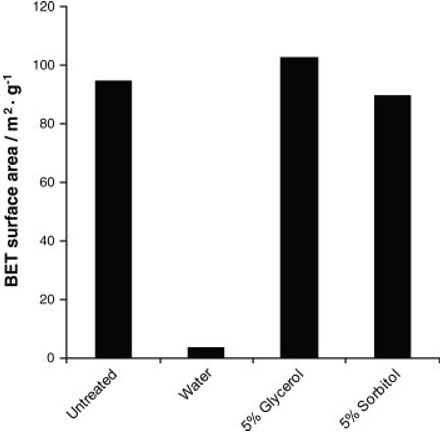 120
100
80
60
40
20
0
BET surface area / m²· g⁻¹
Untreated
Water
5% Glycerol
5% Sorbitol